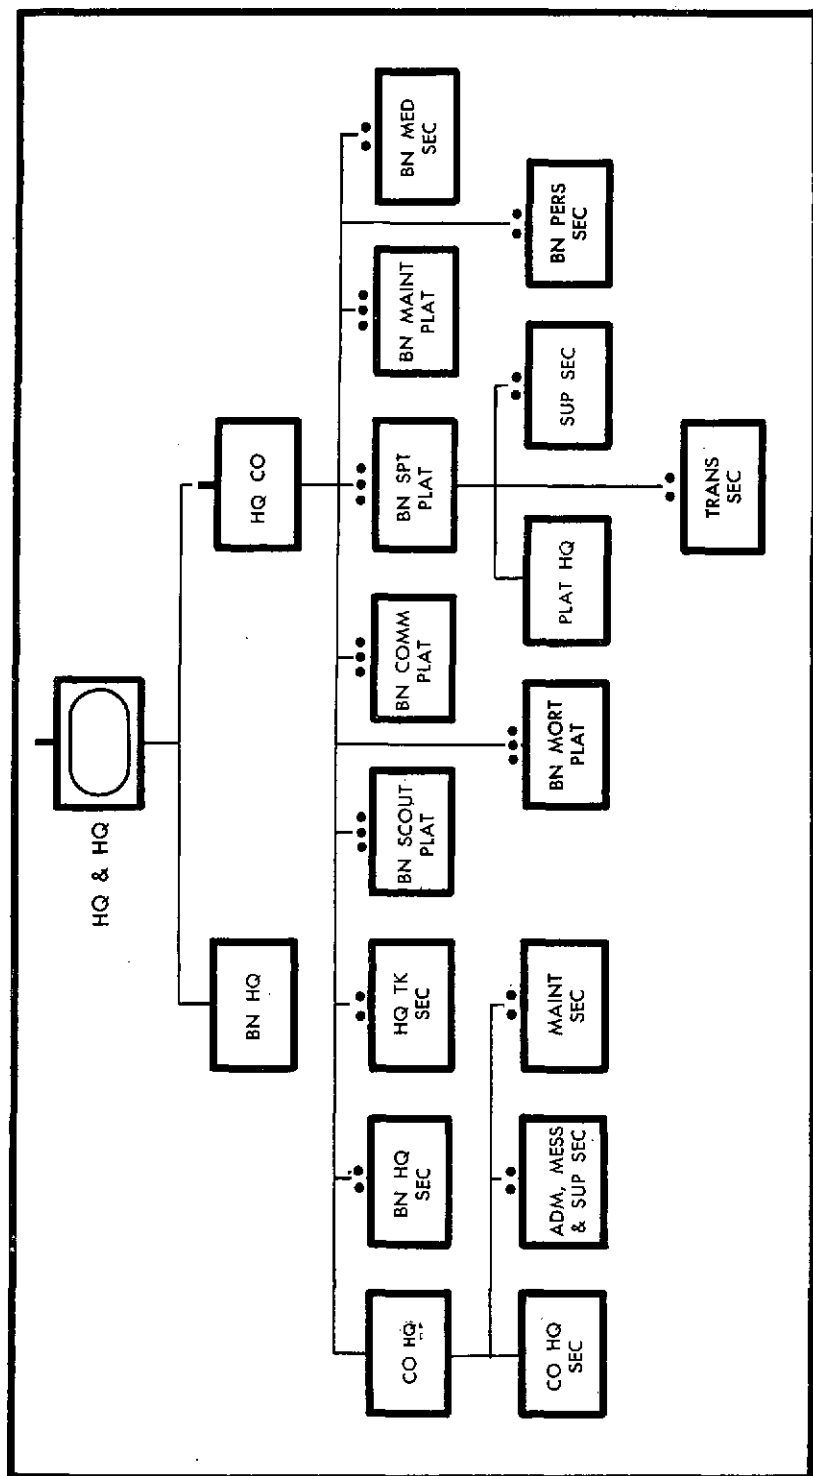 HQ & HQ
BN HQ
HQ CO
CO HQ
BN HQ
SEC
HQ TK
SEC
BN SCOUT
PLAT
BN COMM
PLAT
BN SPT
PLAT
BN MAINT
PLAT
BN MED
SEC
CO HQ
SEC
ADM, MESS
& SUP SEC
MAINT
SEC
BN MORT
PLAT
PLAT HQ
SUP SEC
BN PERS
SEC
TRANS
SEC